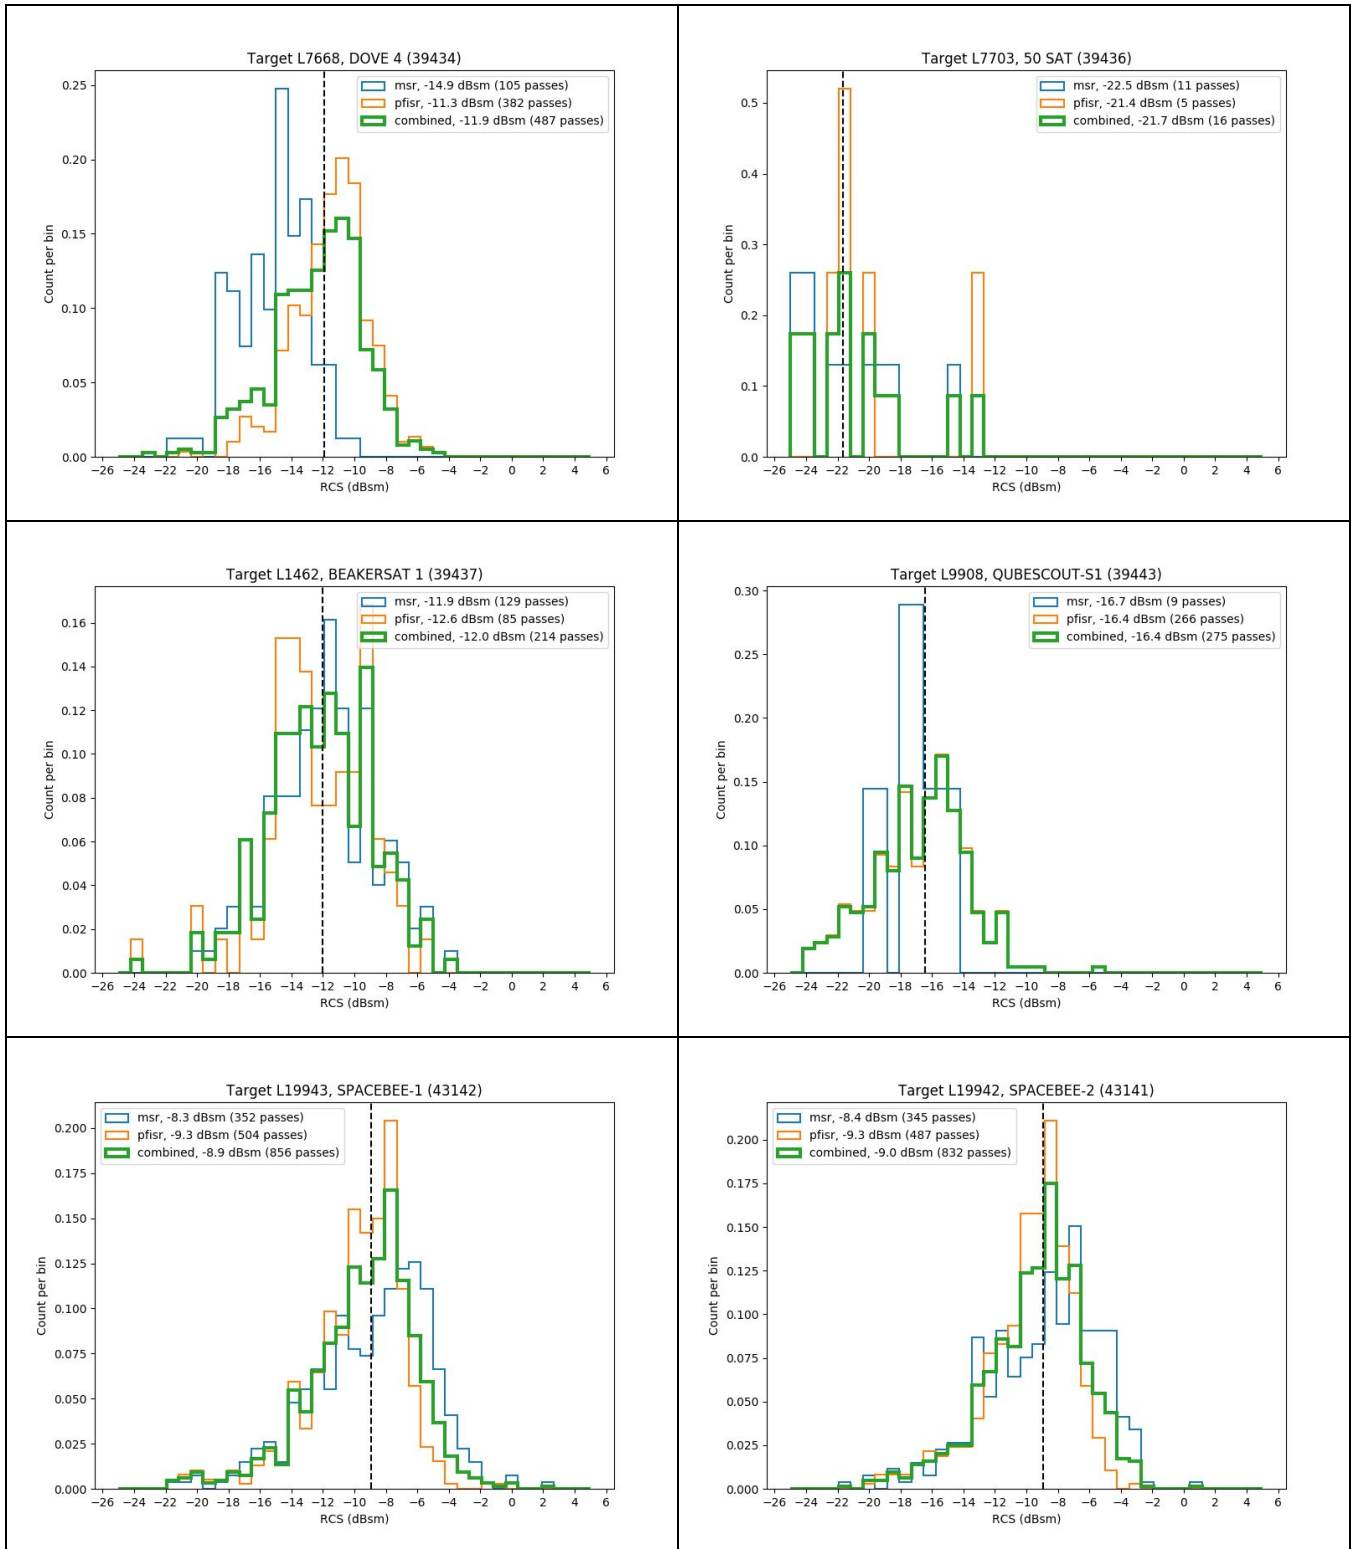 Target L7668, DOVE 4 (39434)
msr, -14.9 dBsm (105 passes)
pfisr, -11.3 dBsm (382 passes)
combined, -11.9 dBsm (487 passes)
0.25
0.20
0.15
0.10
0.05
0.00
Count per bin
−26 −24 −22 −20 −18 −16 −14 −12 −10 −8 −6 −4 −2 0 2 4 6
RCS (dBsm)
Target L7703, 50 SAT (39436)
msr, -22.5 dBsm (11 passes)
pfisr, -21.4 dBsm (5 passes)
combined, -21.7 dBsm (16 passes)
0.5
0.4
0.3
0.2
0.1
0.0
Count per bin
−26 −24 −22 −20 −18 −16 −14 −12 −10 −8 −6 −4 −2 0 2 4 6
RCS (dBsm)
Target L1462, BEAKERSAT 1 (39437)
msr, -11.9 dBsm (129 passes)
pfisr, -12.6 dBsm (85 passes)
combined, -12.0 dBsm (214 passes)
0.16
0.14
0.12
0.10
0.08
0.06
0.04
0.02
0.00
Count per bin
−26 −24 −22 −20 −18 −16 −14 −12 −10 −8 −6 −4 −2 0 2 4 6
RCS (dBsm)
Target L9908, QUBESCOUT-S1 (39443)
msr, -16.7 dBsm (9 passes)
pfisr, -16.4 dBsm (266 passes)
combined, -16.4 dBsm (275 passes)
0.30
0.25
0.20
0.15
0.10
0.05
0.00
Count per bin
−26 −24 −22 −20 −18 −16 −14 −12 −10 −8 −6 −4 −2 0 2 4 6
RCS (dBsm)
Target L19943, SPACEBEE-1 (43142)
msr, -8.3 dBsm (352 passes)
pfisr, -9.3 dBsm (504 passes)
combined, -8.9 dBsm (856 passes)
0.200
0.175
0.150
0.125
0.100
0.075
0.050
0.025
0.000
Count per bin
−26 −24 −22 −20 −18 −16 −14 −12 −10 −8 −6 −4 −2 0 2 4 6
RCS (dBsm)
Target L19942, SPACEBEE-2 (43141)
msr, -8.4 dBsm (345 passes)
pfisr, -9.3 dBsm (487 passes)
combined, -9.0 dBsm (832 passes)
0.200
0.175
0.150
0.125
0.100
0.075
0.050
0.025
0.000
Count per bin
−26 −24 −22 −20 −18 −16 −14 −12 −10 −8 −6 −4 −2 0 2 4 6
RCS (dBsm)